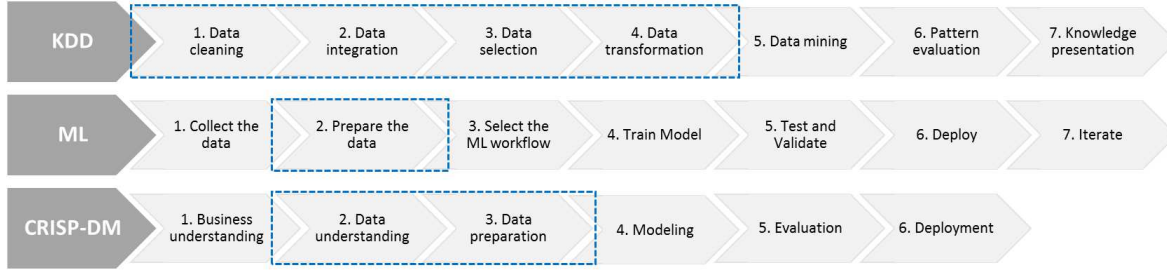 KDD
1. Data
cleaning
2. Data
integration
3. Data
selection
4. Data
transformation
5. Data mining
6. Pattern
evaluation
7. Knowledge
presentation
ML
1. Collect the
data
2. Prepare the
data
3. Select the
ML workflow
4. Train Model
5. Test and
Validate
6. Deploy
7. Iterate
CRISP-DM
1. Business
understanding
2. Data
understanding
3. Data
preparation
4. Modeling
5. Evaluation
6. Deployment